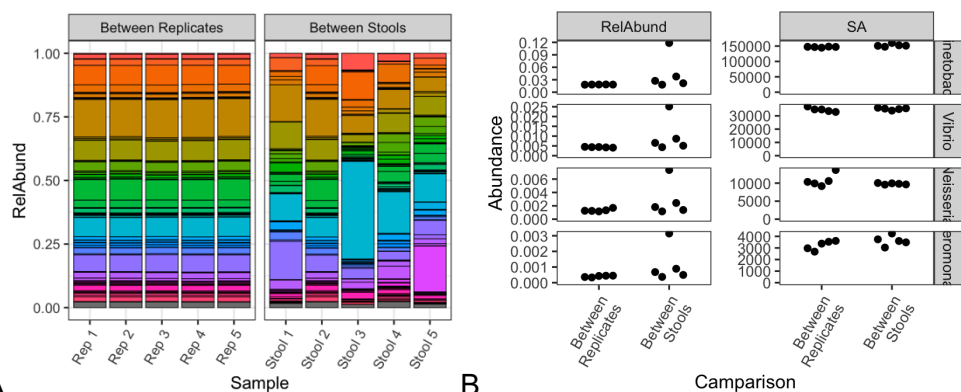 Between Replicates
Between Stools
1.00
0.75
0.50
0.25
0.00
RelAbund
Rep 1
Rep 2
Rep 3
Rep 4
Rep 5
Stool 1
Stool 2
Stool 3
Stool 4
Stool 5
Sample
B
RelAbund
SA
Abundance
0.12
0.09
0.06
0.03
0.00
150000
100000
50000
0
inetobac
0.025
0.020
0.015
0.010
0.005
0.000
30000
20000
10000
0
Vibrio
0.006
0.004
0.002
0.000
10000
5000
0
Neisseria
0.003
0.002
0.001
0.000
4000
3000
2000
1000
0
eromona
Between
Replicates
Between
Stools
Between
Replicates
Between
Stools
Camparison